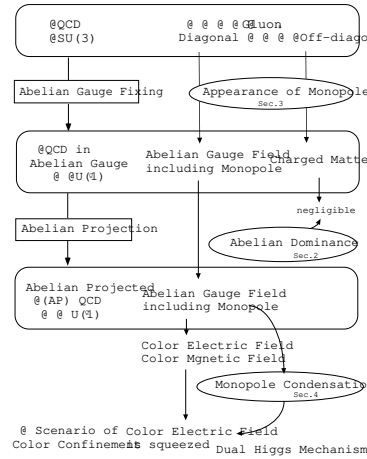 @QCD
@SU(3)
@ @ @ @Gluon
Diagonal @ @ @ @Off-diago
Abelian Gauge Fixing
Appearance of Monopole
Sec.3
@QCD in
Abelian Gauge
@ @U(1)
Abelian Gauge Field
including Monopole
Charged Matte
negligible
Abelian Projection
Abelian Dominance
Sec.2
Abelian Projected
@(AP) QCD
@ @ U(1)
Abelian Gauge Field
including Monopole
Color Electric Field
Color Mgnetic Field
Monopole Condensatio
Sec.4
@ Scenario of
Color Confinement
Color Electric Field
is squeezed
Dual Higgs Mechanism